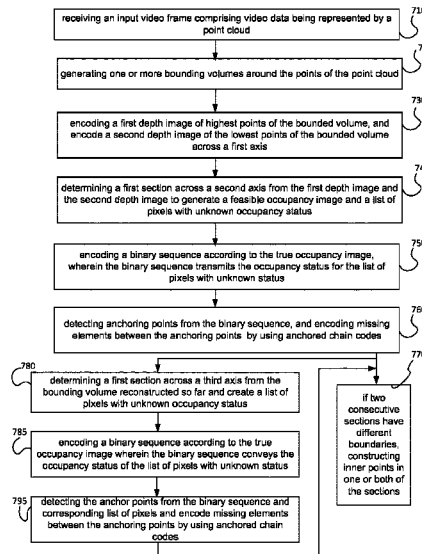 710
receiving an input video frame comprising video data being represented by a
point cloud
7
generating one or more bounding volumes around the points of the point cloud
730
encoding a first depth image of highest points of the bounded volume, and
encode a second depth image of the lowest points of the bounded volume
across a first axis
74
determining a first section across a second axis from the first depth image and
the second depth image to generate a feasible occupancy image and a list of
pixels with unknown occupancy status
750
encoding a binary sequence according to the true occupancy image,
wherein the binary sequence transmits the occupancy status for the list of
pixels with unknown status
760
detecting anchoring points from the binary sequence, and encoding missing
elements between the anchoring points by using anchored chain
codes
770
780
determining a first section across a third axis from the
bounding volume reconstructed so far and create a list of
pixels with unknown occupancy status
if two
consecutive
sections have
different
boundaries,
constructing
inner points in
one or both of
the sections
785
encoding a binary sequence according to the true
occupancy image wherein the binary sequence conveys the
occupancy status of the list of pixels with unknown status
795
detecting the anchor points from the binary sequence and
corresponding list of pixels and encode missing elements
between the anchoring points by using anchored chain
codes